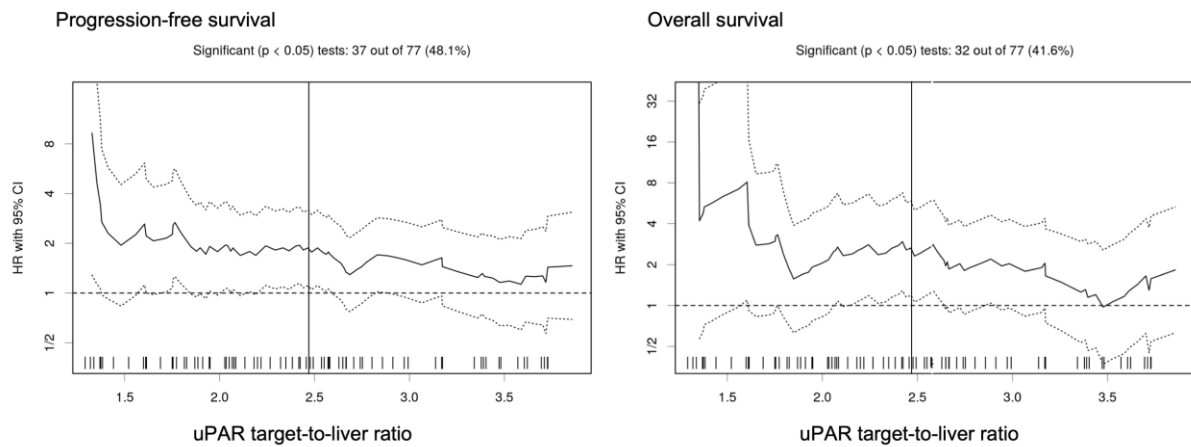 Progression-free survival
Significant (p < 0.05) tests: 37 out of 77 (48.1%)
HR with 95% CI
8
4
2
1
1/2
1.5 2.0 2.5 3.0 3.5
uPAR target-to-liver ratio
Overall survival
Significant (p < 0.05) tests: 32 out of 77 (41.6%)
HR with 95% CI
32
16
8
4
2
1
1/2
1.5 2.0 2.5 3.0 3.5
uPAR target-to-liver ratio